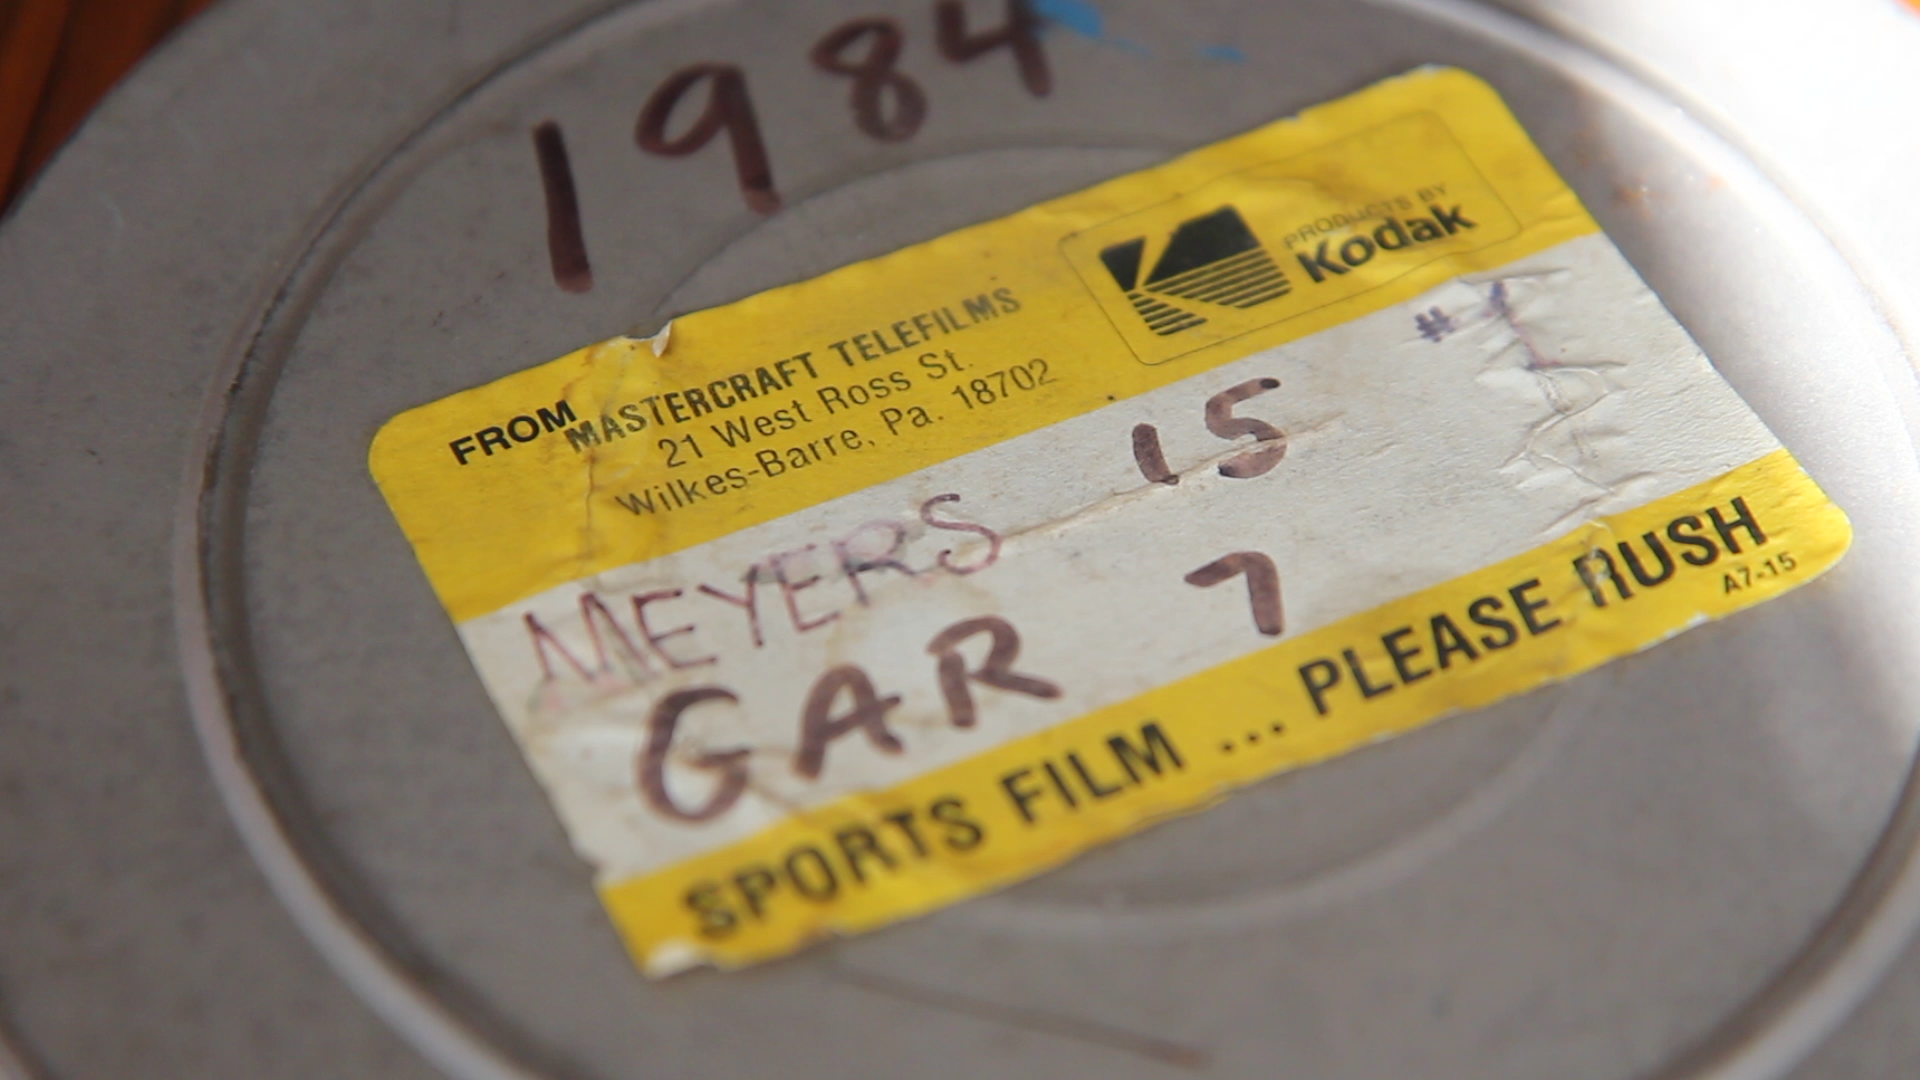 1984
PRODUCTS BY
Kodak
FROM MASTERCRAFT TELEFILMS
21 West Ross St.
Wilkes-Barre, Pa. 18702
#1
MEYERS 15
GAR 7
SPORTS FILM ... PLEASE RUSH
A7-15